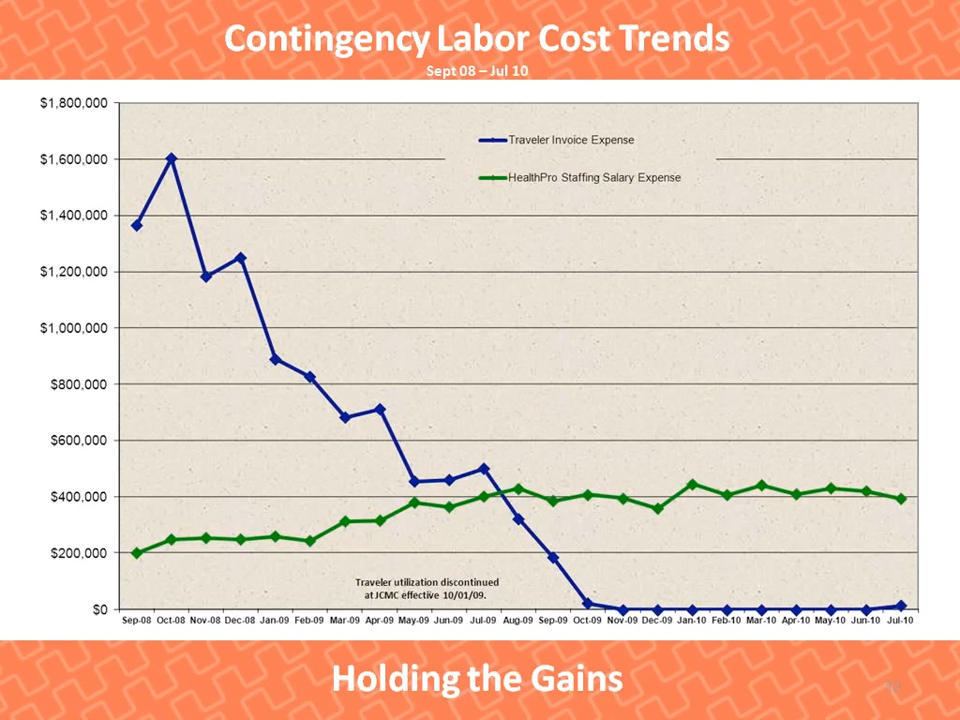 Contingency Labor Cost Trends
Sept 08 – Jul 10
$1,800,000
$1,600,000
$1,400,000
$1,200,000
$1,000,000
$800,000
$600,000
$400,000
$200,000
$0
Traveler Invoice Expense
HealthPro Staffing Salary Expense
Traveler utilization discontinued
at JCMC effective 10/01/09.
Sep-08 Oct-08 Nov-08 Dec-08 Jan-09 Feb-09 Mar-09 Apr-09 May-09 Jun-09 Jul-09 Aug-09 Sep-09 Oct-09 Nov-09 Dec-09 Jan-10 Feb-10 Mar-10 Apr-10 May-10 Jun-10 Jul-10
Holding the Gains